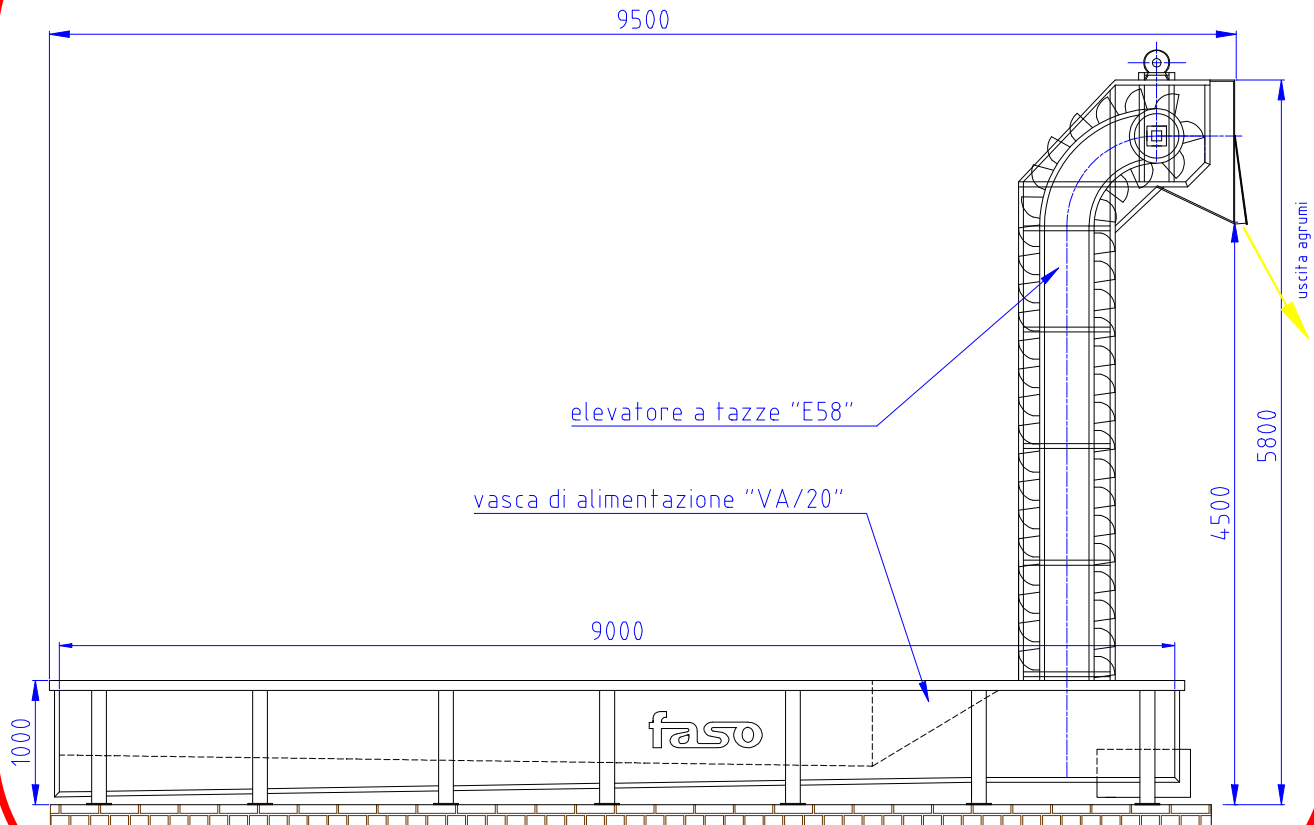 9500
uscita agrumi
elevatore a tazze "E58"
5800
vasca di alimentazione "VA/20"
4500
9000
1000
faso